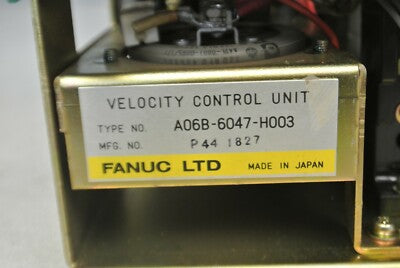 VELOCITY CONTROL UNIT
TYPE NO. A06B-6047-H003
MFG. NO. P44 1827
FANUC LTD MADE IN JAPAN